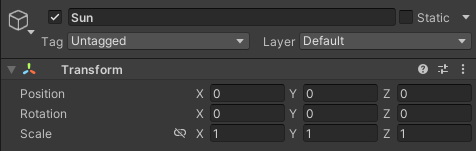 Sun Static
Tag Untagged Layer Default
Transform
Position X 0 Y 0 Z 0
Rotation X 0 Y 0 Z 0
Scale X 1 Y 1 Z 1